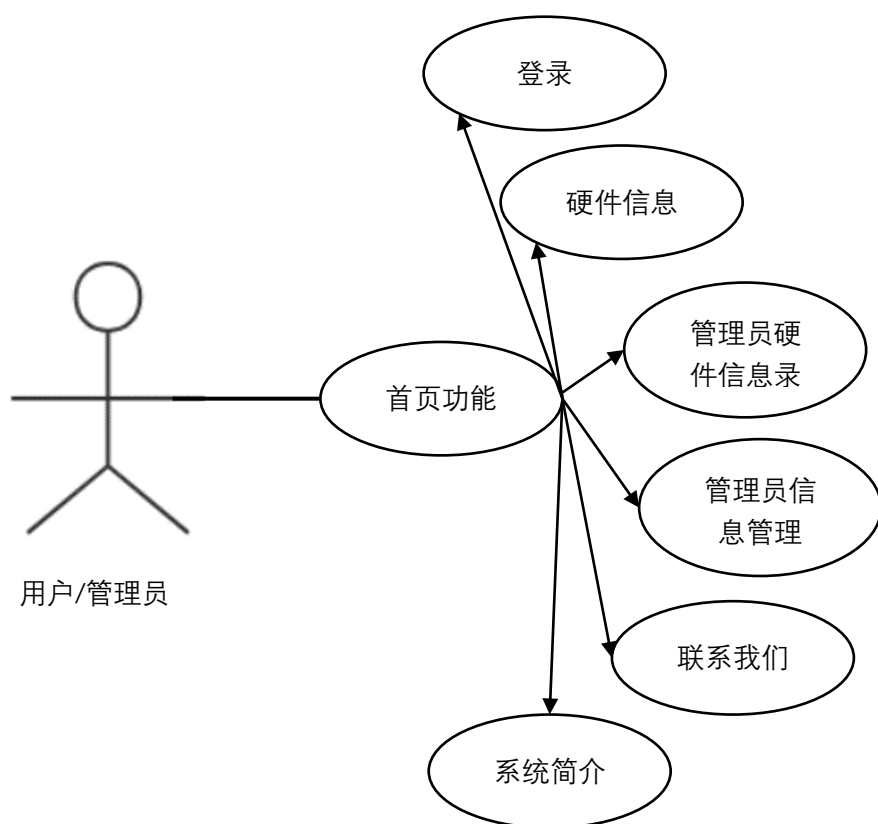 登录
硬件信息
管理员硬
件信息录
首页功能
管理员信
息管理
用户/管理员
联系我们
系统简介